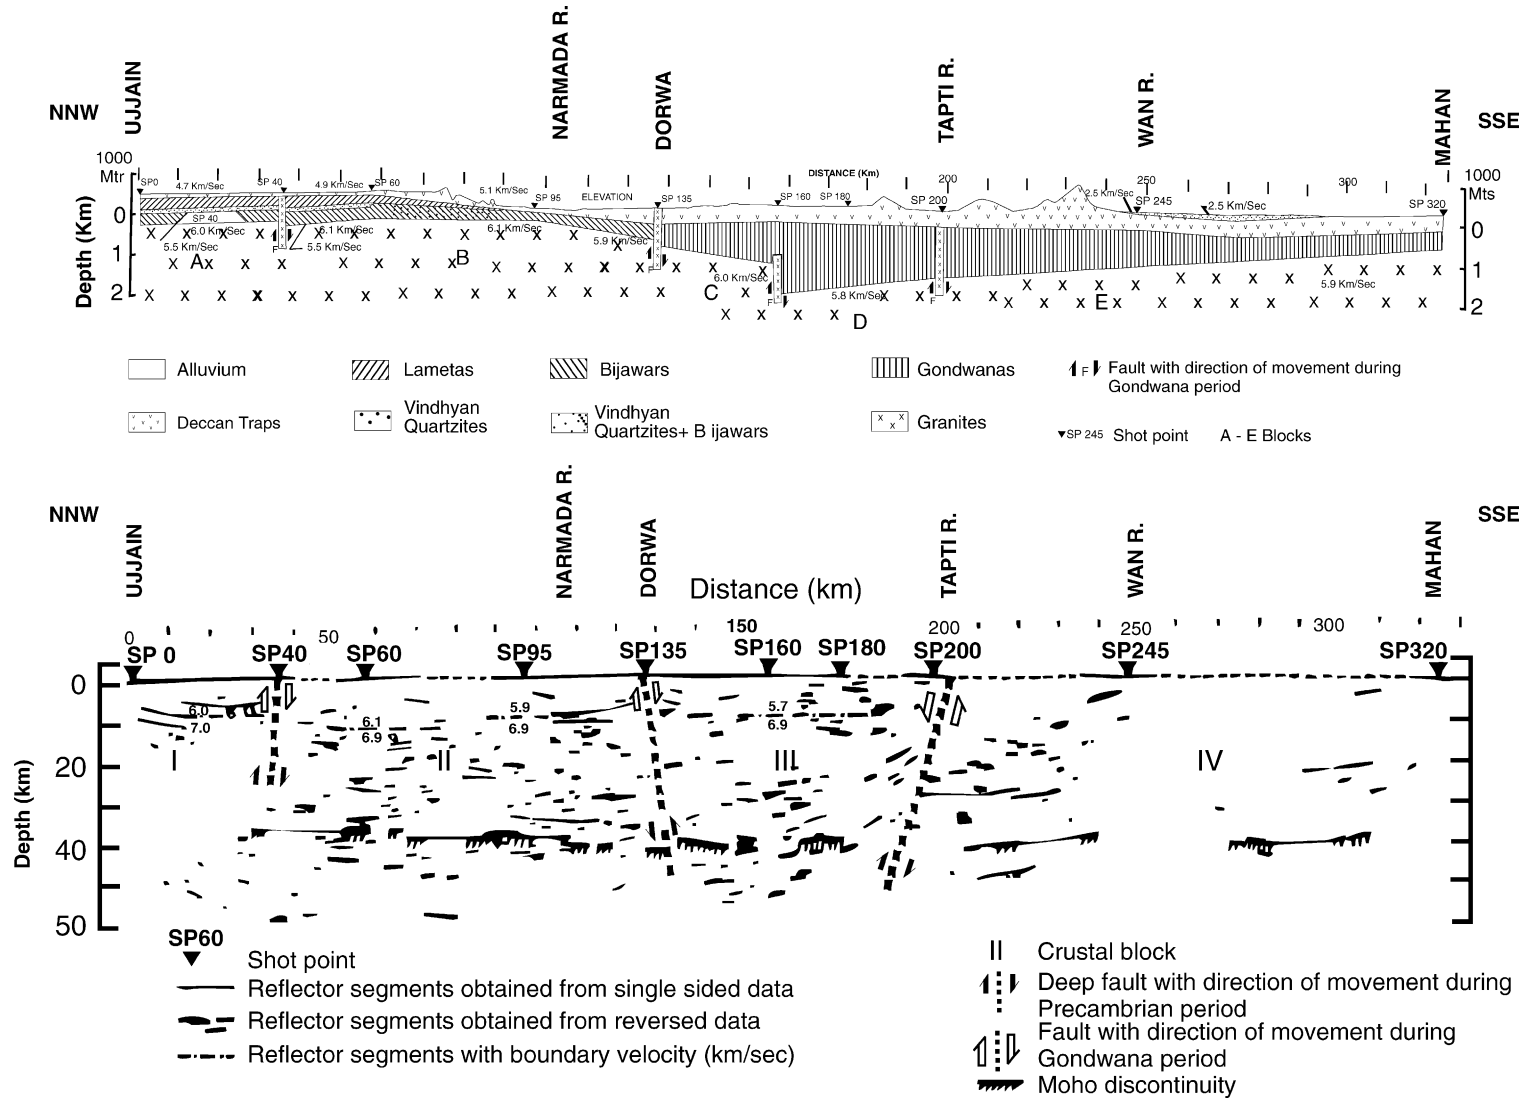 NNW
UJJAIN
NARMADA R.
DORWA
TAPTI R.
WAN R.
MAHAN
SSE
1000
Mtr
SP0
4.7 Km/Sec
SP 40
4.9 Km/Sec
SP 60
5.1 Km/Sec
SP 95
ELEVATION
SP 135
DISTANCE (Km)
SP 160
SP 180
200
SP 200
2.5 Km/Sec
250
SP 245
2.5 Km/Sec
300
SP 320
1000
Mts
Depth (Km)
0
1
2
SP 40
6.0 Km/Sec
5.5 Km/Sec
6.1 Km/Sec
5.5 Km/Sec
6.1 Km/Sec
5.9 Km/Sec
6.0 Km/Sec
5.8 Km/Sec
5.9 Km/Sec
F
F
F
F
A
B
C
D
E
0
1
2
Alluvium
Lametas
Bijawars
Gondwanas
F
Fault with direction of movement during
Gondwana period
Deccan Traps
Vindhyan
Quartzites
Vindhyan
Quartzites+ B ijawars
Granites
SP 245 Shot point
A - E Blocks
NNW
UJJAIN
NARMADA R.
DORWA
TAPTI R.
WAN R.
MAHAN
SSE
Distance (km)
0
50
150
200
250
300
SP 0
SP40
SP60
SP95
SP135
SP160
SP180
SP200
SP245
SP320
Depth (km)
0
20
40
50
6.0
7.0
6.1
6.9
5.9
6.9
5.7
6.9
I
II
III
IV
SP60
Shot point
Reflector segments obtained from single sided data
Reflector segments obtained from reversed data
Reflector segments with boundary velocity (km/sec)
II
Crustal block
Deep fault with direction of movement during
Precambrian period
Fault with direction of movement during
Gondwana period
Moho discontinuity